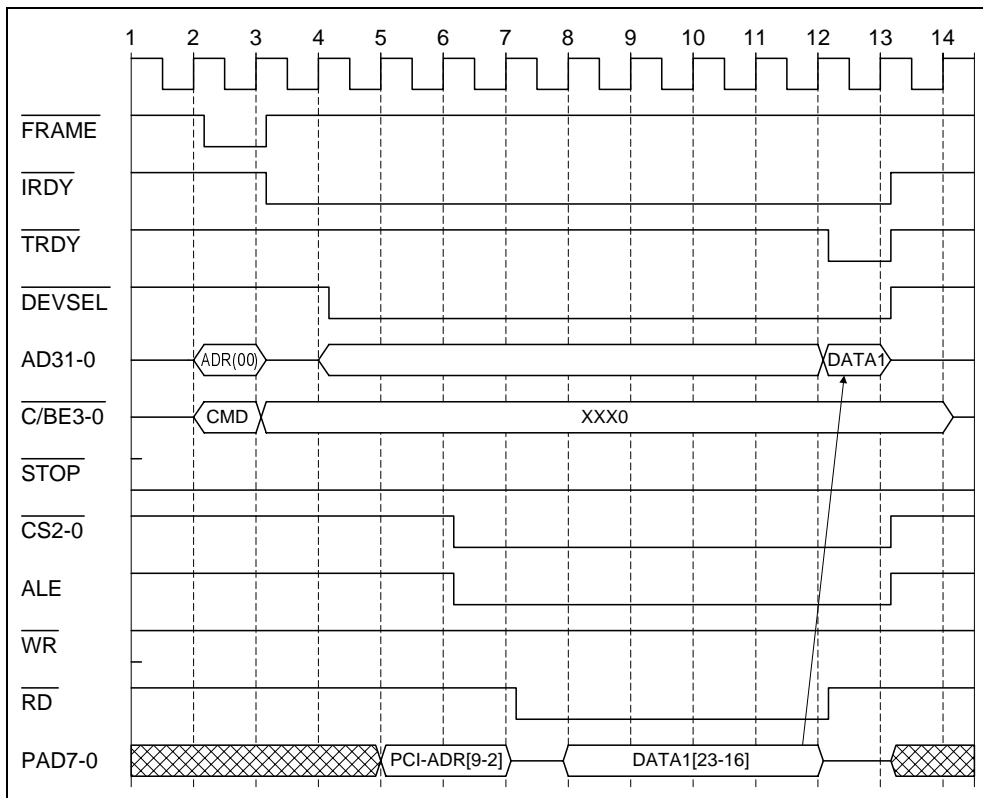 1 2 3 4 5 6 7 8 9 10 11 12 13 14
FRAME
IRDY
TRDY
DEVSEL
AD31-0 ADR(00) DATA1
C/BE3-0 CMD XXX0
STOP
CS2-0
ALE
WR
RD
PAD7-0 PCI-ADR[9-2] DATA1[23-16]